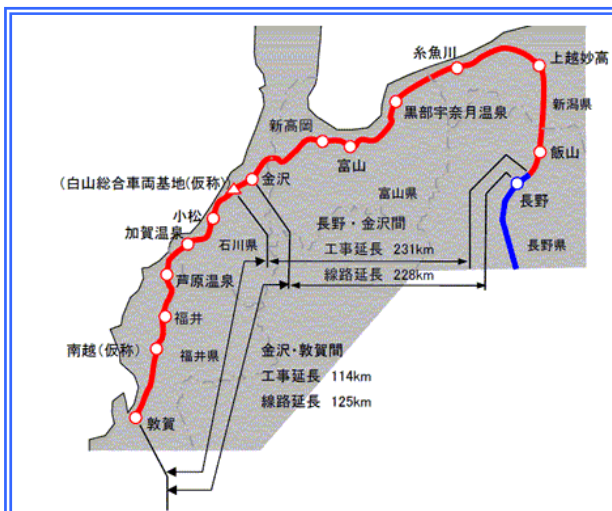 糸魚川
上越妙高
黒部宇奈月温泉
新潟県
新高岡
富山
飯山
(白山総合車両基地(仮称))
金沢
富山県
長野
小松
長野・金沢間
加賀温泉
石川県
工事延長 231km
長野県
線路延長 228km
芦原温泉
福井
南越(仮称)
福井県
金沢・敦賀間
工事延長 114km
線路延長 125km
敦賀